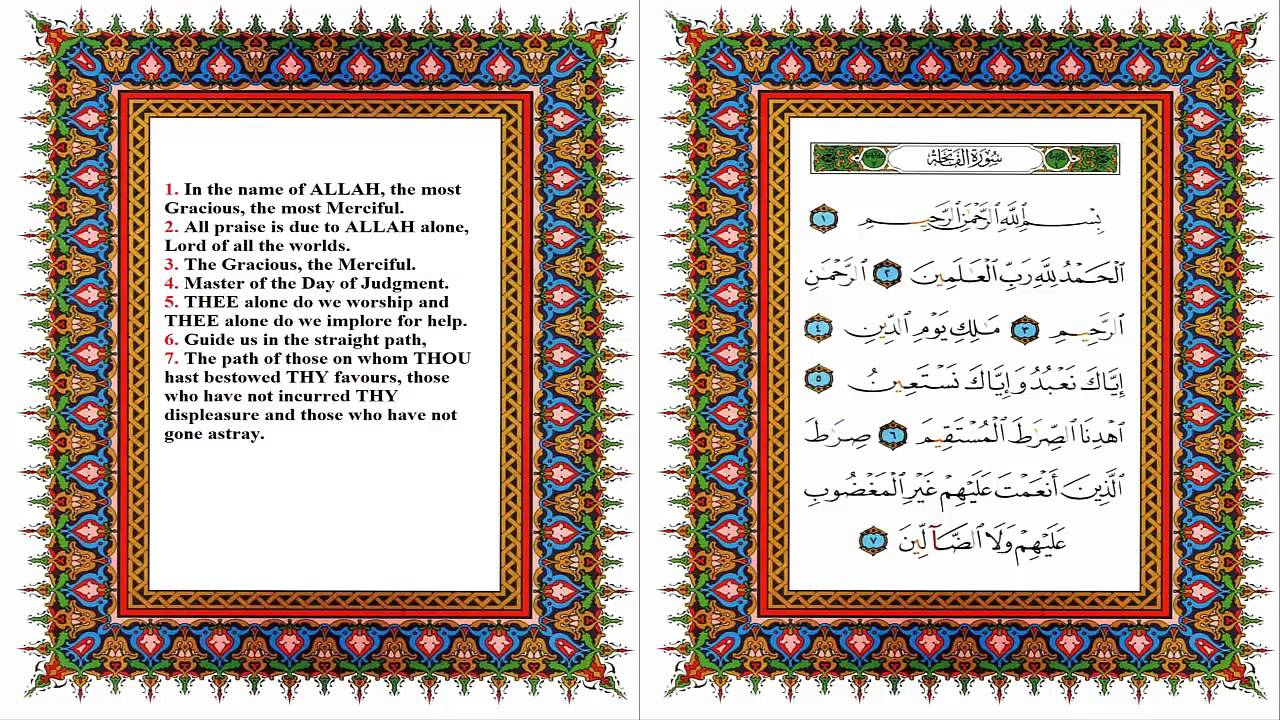 1. In the name of ALLAH, the most
Gracious, the most Merciful.
2. All praise is due to ALLAH alone,
Lord of all the worlds.
3. The Gracious, the Merciful.
4. Master of the Day of Judgment.
5. THEE alone do we worship and
THEE alone do we implore for help.
6. Guide us in the straight path,
7. The path of those on whom THOU
hast bestowed THY favours, those
who have not incurred THY
displeasure and those who have not
gone astray.
سُورَةُ الفَاتِحَةِ
بِسْمِ ٱللَّهِ ٱلرَّحْمَـٰنِ ٱلرَّحِيمِ ١
ٱلْحَمْدُ لِلَّهِ رَبِّ ٱلْعَـٰلَمِينَ ٢ ٱلرَّحْمَـٰنِ
ٱلرَّحِيمِ ٣ مَـٰلِكِ يَوْمِ ٱلدِّينِ ٤
إِيَّاكَ نَعْبُدُ وَإِيَّاكَ نَسْتَعِينُ ٥
ٱهْدِنَا ٱلصِّرَٰطَ ٱلْمُسْتَقِيمَ ٦ صِرَٰطَ
ٱلَّذِينَ أَنْعَمْتَ عَلَيْهِمْ غَيْرِ ٱلْمَغْضُوبِ
عَلَيْهِمْ وَلَا ٱلضَّآلِّينَ ٧